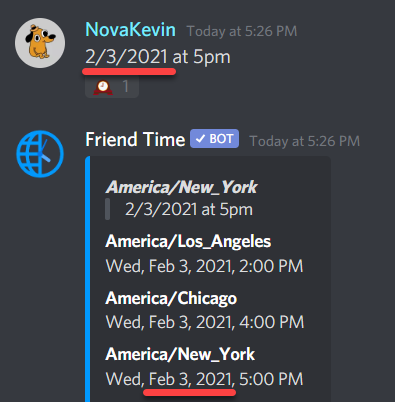 NovaKevin Today at 5:26 PM
2/3/2021 at 5pm
1
Friend Time ✓ BOT Today at 5:26 PM
America/New_York
2/3/2021 at 5pm
America/Los_Angeles
Wed, Feb 3, 2021, 2:00 PM
America/Chicago
Wed, Feb 3, 2021, 4:00 PM
America/New_York
Wed, Feb 3, 2021, 5:00 PM